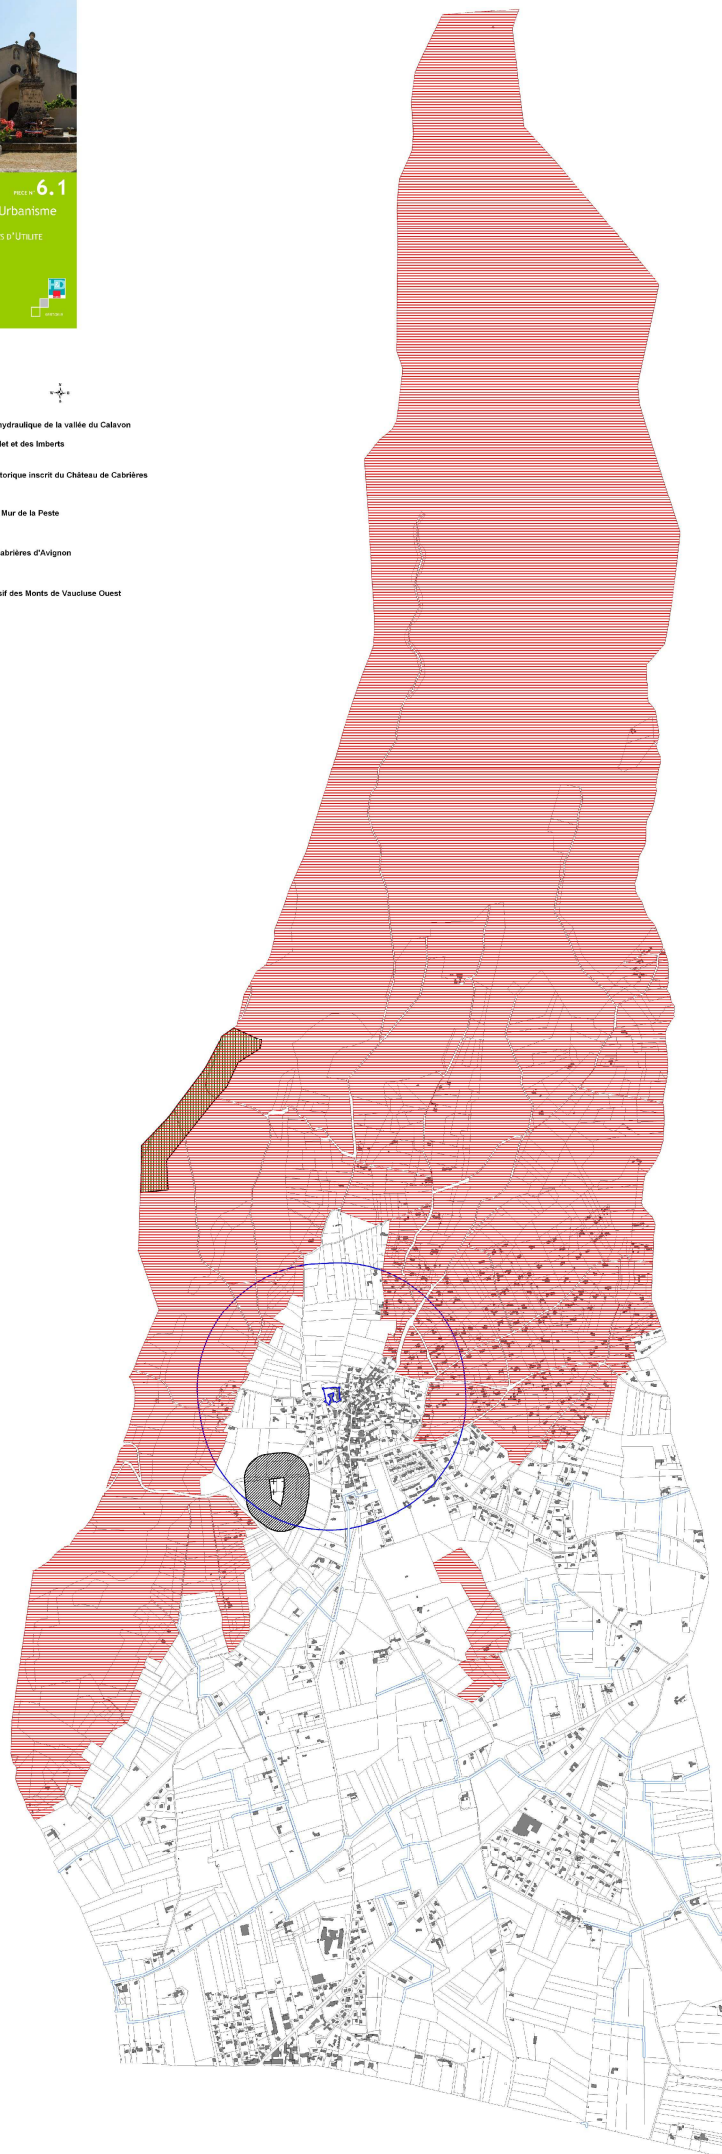 PIECE N° 6.1
Urbanisme
S D'UTILITE
hydraulique de la vallée du Calavon
let et des Imberts
torique inscrit du Château de Cabrières
Mur de la Peste
abrières d'Avignon
sif des Monts de Vaucluse Ouest